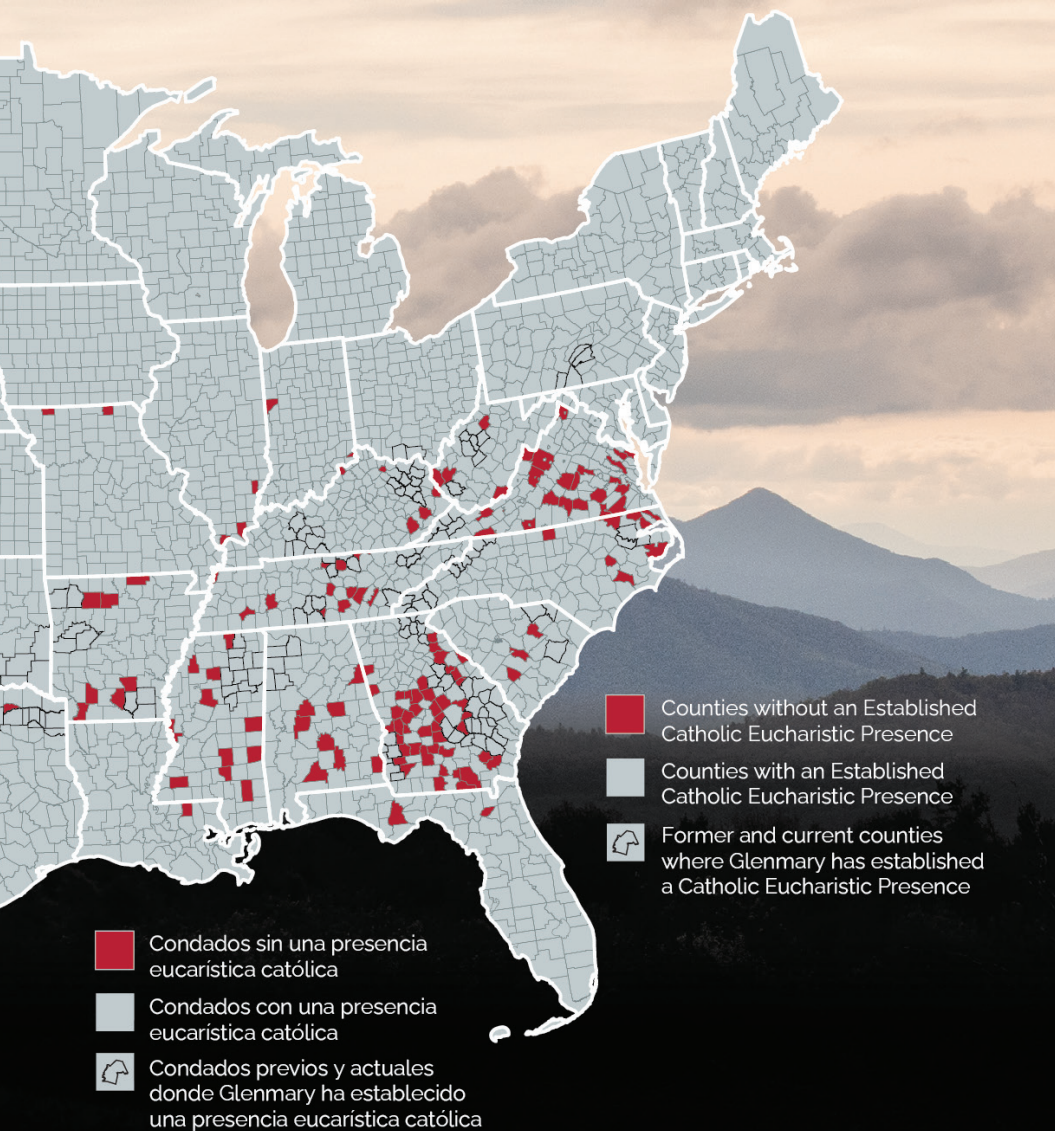 Counties without an Established
Catholic Eucharistic Presence
Counties with an Established
Catholic Eucharistic Presence
Former and current counties
where Glenmary has established
a Catholic Eucharistic Presence
Condados sin una presencia
eucarística católica
Condados con una presencia
eucarística católica
Condados previos y actuales
donde Glenmary ha establecido
una presencia eucarística católica